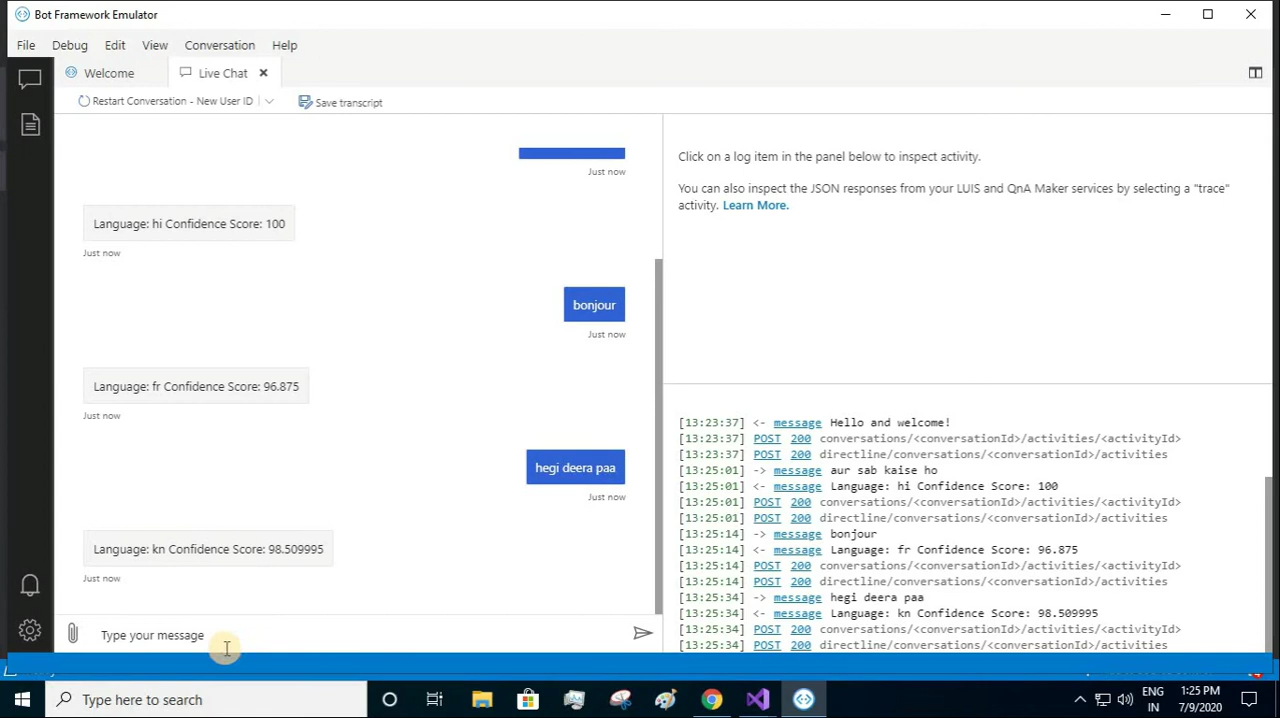 Bot Framework Emulator
File Debug Edit View Conversation Help
Welcome Live Chat
Restart Conversation - New User ID Save transcript
Just now
Language: hi Confidence Score: 100
Just now
bonjour
Just now
Language: fr Confidence Score: 96.875
Just now
hegi deera paa
Just now
Language: kn Confidence Score: 98.509995
Just now
Type your message
Click on a log item in the panel below to inspect activity.
You can also inspect the JSON responses from your LUIS and QnA Maker services by selecting a "trace"
activity. Learn More.
[13:23:37] <- message Hello and welcome!
[13:23:37] POST 200 conversations/<conversationId>/activities/<activityId>
[13:23:37] POST 200 directline/conversations/<conversationId>/activities
[13:25:01] -> message aur sab kaise ho
[13:25:01] <- message Language: hi Confidence Score: 100
[13:25:01] POST 200 conversations/<conversationId>/activities/<activityId>
[13:25:01] POST 200 directline/conversations/<conversationId>/activities
[13:25:14] -> message bonjour
[13:25:14] <- message Language: fr Confidence Score: 96.875
[13:25:14] POST 200 conversations/<conversationId>/activities/<activityId>
[13:25:14] POST 200 directline/conversations/<conversationId>/activities
[13:25:34] -> message hegi deera paa
[13:25:34] <- message Language: kn Confidence Score: 98.509995
[13:25:34] POST 200 conversations/<conversationId>/activities/<activityId>
[13:25:34] POST 200 directline/conversations/<conversationId>/activities
Type here to search
ENG
IN
1:25 PM
7/9/2020